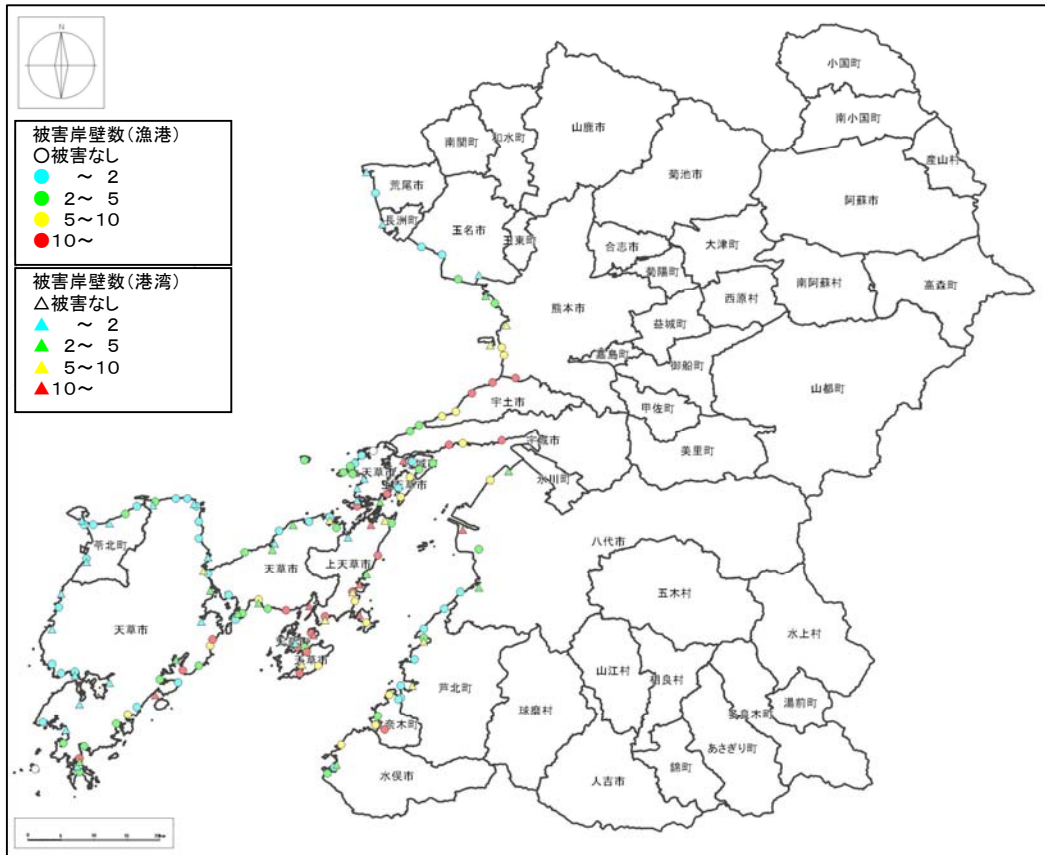 N
被害岸壁数(漁港)
○被害なし
～ 2
2～ 5
5～10
10～
被害岸壁数(港湾)
△被害なし
～ 2
2～ 5
5～10
10～
小国町
南小国町
産山村
山鹿市
和水町
南関町
菊池市
阿蘇市
荒尾市
長洲町
玉名市
玉東町
合志市
大津町
菊陽町
南阿蘇村
高森町
西原村
熊本市
益城町
嘉島町
御船町
山都町
宇土市
甲佐町
美里町
宇城市
氷川町
八代市
天草市
苓北町
天草市
上天草市
天草市
五木村
水上村
山江村
相良村
湯前町
多良木町
芦北町
球磨村
あさぎり町
錦町
人吉市
水俣市
0 5 10 15 20km